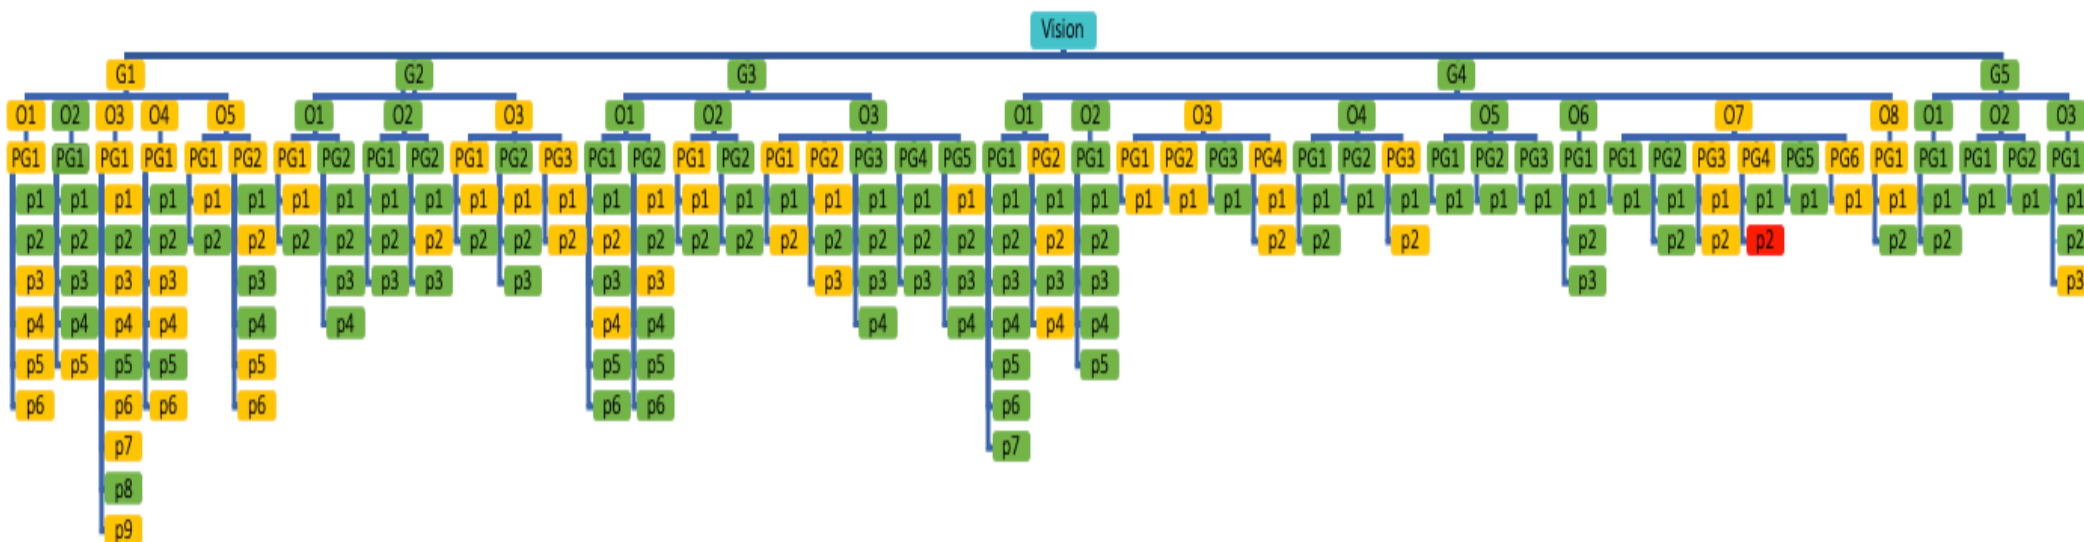 Vision
G1 G2 G3 G4 G5
O1 O2 O3 O4 O5 O1 O2 O3 O1 O2 O3 O1 O2 O3 O4 O5 O6 O7 O8 O1 O2 O3
PG1 PG1 PG1 PG1 PG1 PG2 PG1 PG2 PG1 PG2 PG1 PG2 PG3 PG1 PG2 PG1 PG2 PG1 PG2 PG3 PG4 PG5 PG1 PG2 PG1 PG1 PG2 PG3 PG4 PG1 PG2 PG3 PG1 PG2 PG3 PG1 PG1 PG2 PG3 PG4 PG5 PG6 PG1 PG1 PG1 PG2 PG1
p1 p1 p1 p1 p1 p1 p1 p1 p1 p1 p1 p1 p1 p1 p1 p1 p1 p1 p1 p1 p1 p1 p1 p1 p1 p1 p1 p1 p1 p1 p1 p1 p1 p1 p1 p1 p1 p1 p1 p1 p1 p1 p1 p1 p1 p1 p1
p2 p2 p2 p2 p2 p2 p2 p2 p2 p2 p2 p2 p2 p2 p2 p2 p2 p2 p2 p2 p2 p2 p2 p2 p2 p2 p2 p2 p2 p2 p2 p2 p2 p2 p2
p3 p3 p3 p3 p3 p3 p3 p3 p3 p3 p3 p3 p3 p3 p3 p3 p3 p3 p3 p3
p4 p4 p4 p4 p4 p4 p4 p4 p4 p4 p4 p4 p4
p5 p5 p5 p5 p5 p5 p5 p5 p5
p6 p6 p6 p6 p6 p6 p6
p7 p7
p8
p9